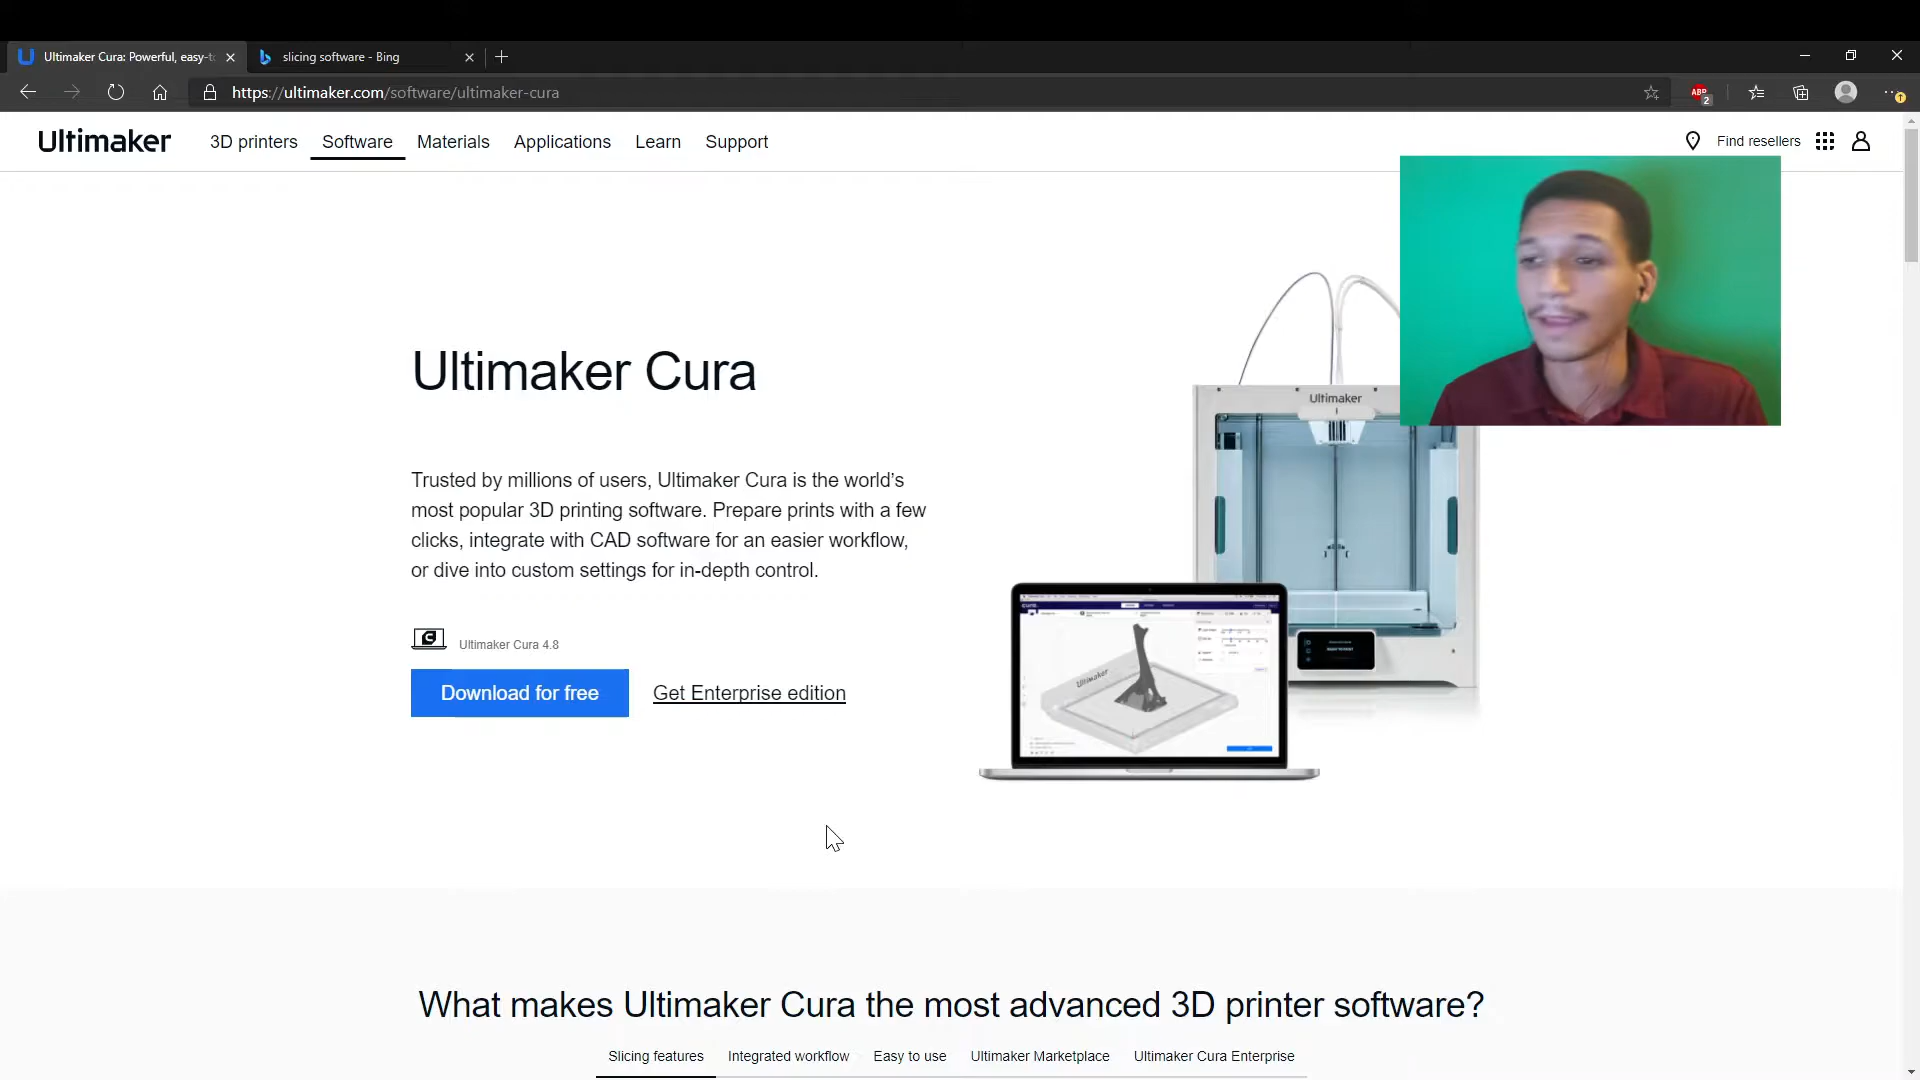 Ultimaker Cura: Powerful, easy-to
slicing software - Bing
https://ultimaker.com/software/ultimaker-cura
ABP
2
Ultimaker
3D printers
Software
Materials
Applications
Learn
Support
Find resellers
Ultimaker Cura
Trusted by millions of users, Ultimaker Cura is the world's
most popular 3D printing software. Prepare prints with a few
clicks, integrate with CAD software for an easier workflow,
or dive into custom settings for in-depth control.
Ultimaker Cura 4.8
Download for free
Get Enterprise edition
Ultimaker
cura
Ultimaker
What makes Ultimaker Cura the most advanced 3D printer software?
Slicing features
Integrated workflow
Easy to use
Ultimaker Marketplace
Ultimaker Cura Enterprise